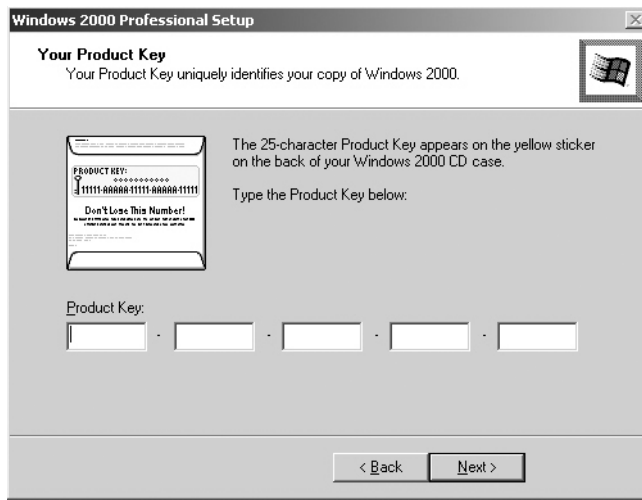 Windows 2000 Professional Setup
Your Product Key
Your Product Key uniquely identifies your copy of Windows 2000.
The 25-character Product Key appears on the yellow sticker
on the back of your Windows 2000 CD case.
PRODUCT KEY:
11111-AAAAA-11111-AAAAA-11111
Don't Lose This Number!
Type the Product Key below:
Product Key:
- - - -
< Back
Next >